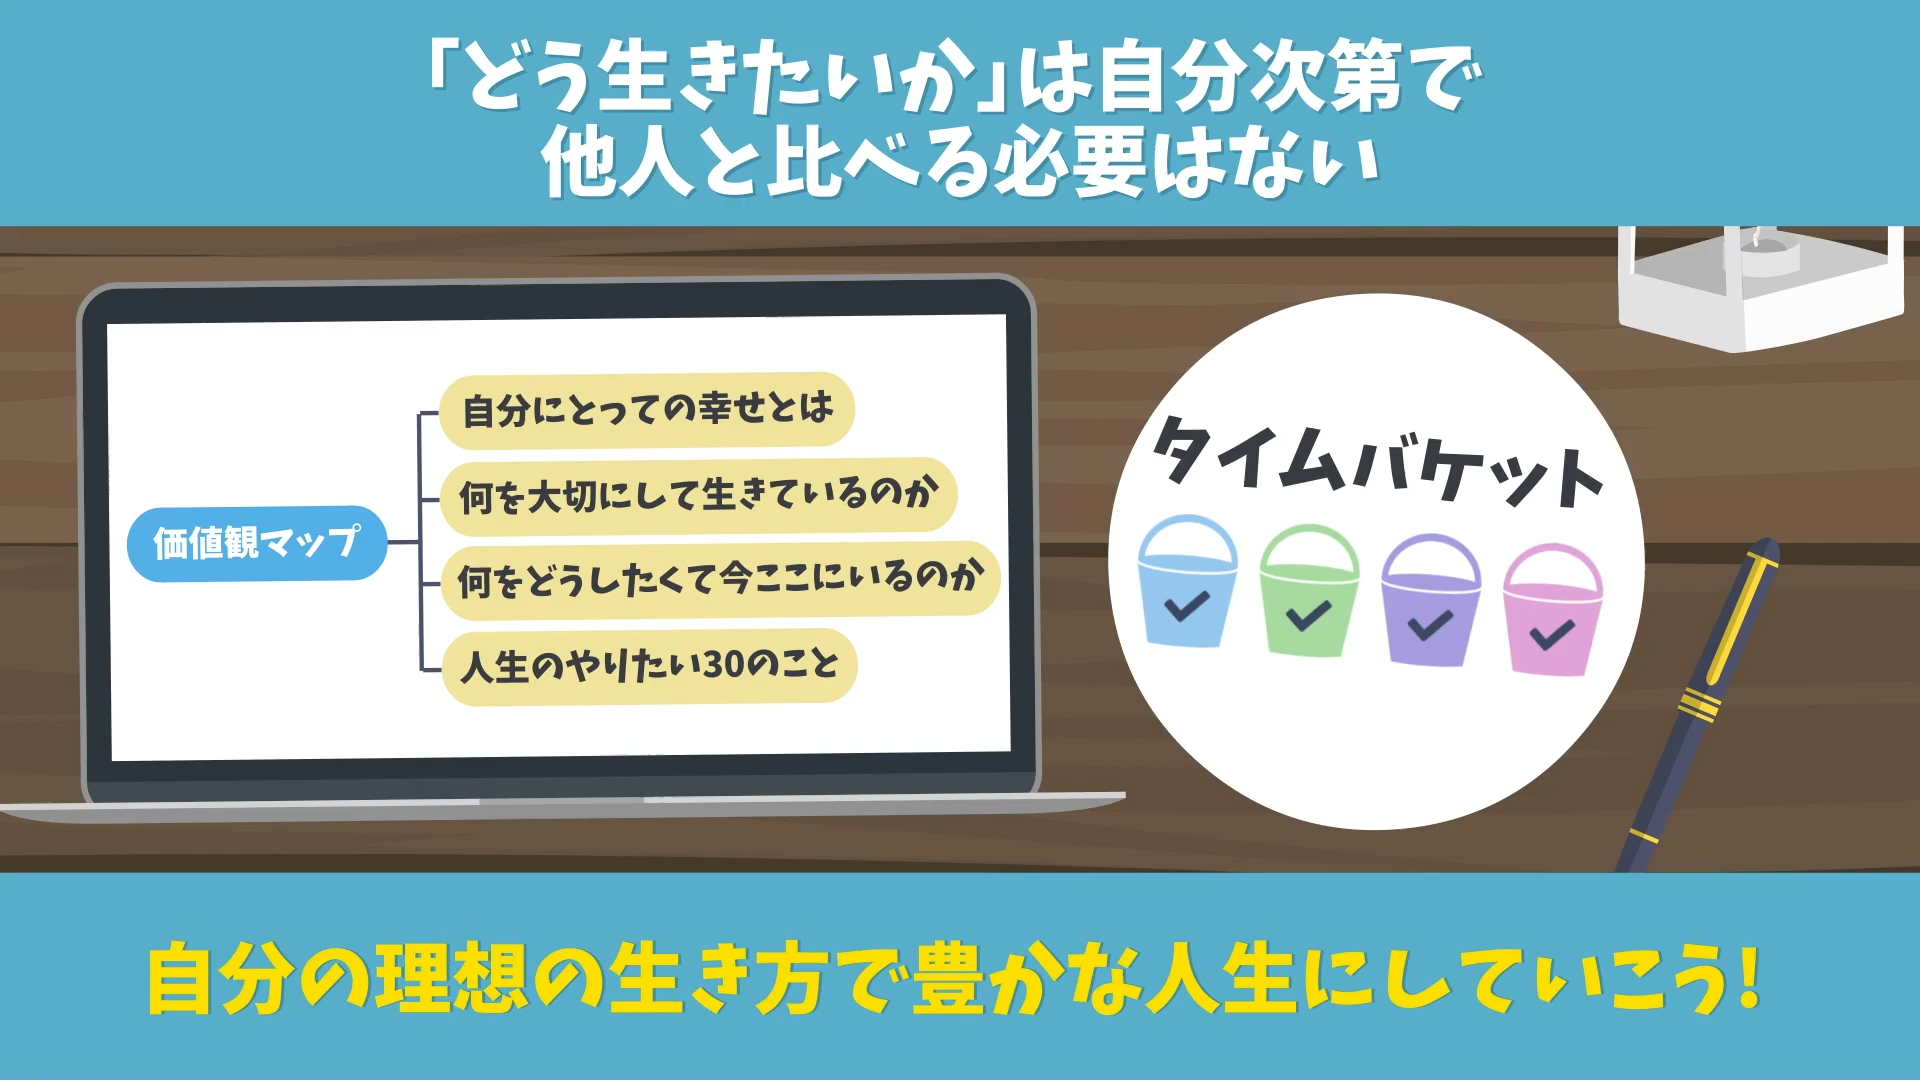 「どう生きたいか」は自分次第で
他人と比べる必要はない
価値観マップ
自分にとっての幸せとは
何を大切にして生きているのか
何をどうしたくて今ここにいるのか
人生のやりたい30のこと
タイムバケット
自分の理想の生き方で豊かな人生にしていこう!